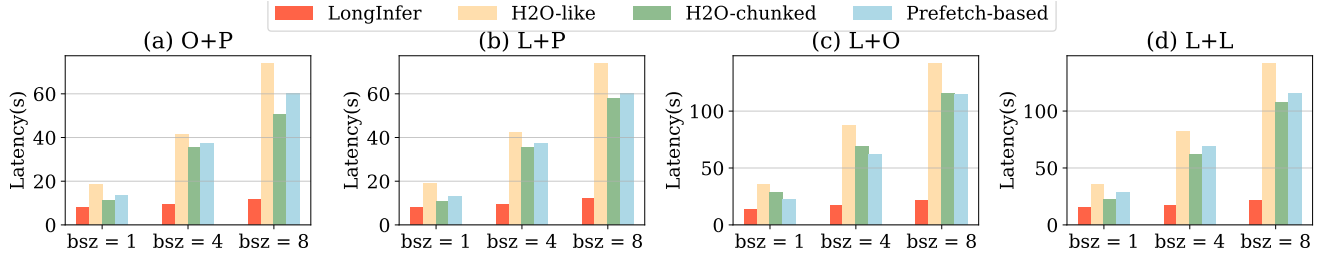 LongInfer H2O-like H2O-chunked Prefetch-based
(a) O+P (b) L+P (c) L+O (d) L+L
Latency(s) Latency(s) Latency(s) Latency(s)
60 60 100 100
40 40 50 50
20 20
0 0 0 0
bsz = 1 bsz = 4 bsz = 8 bsz = 1 bsz = 4 bsz = 8 bsz = 1 bsz = 4 bsz = 8 bsz = 1 bsz = 4 bsz = 8